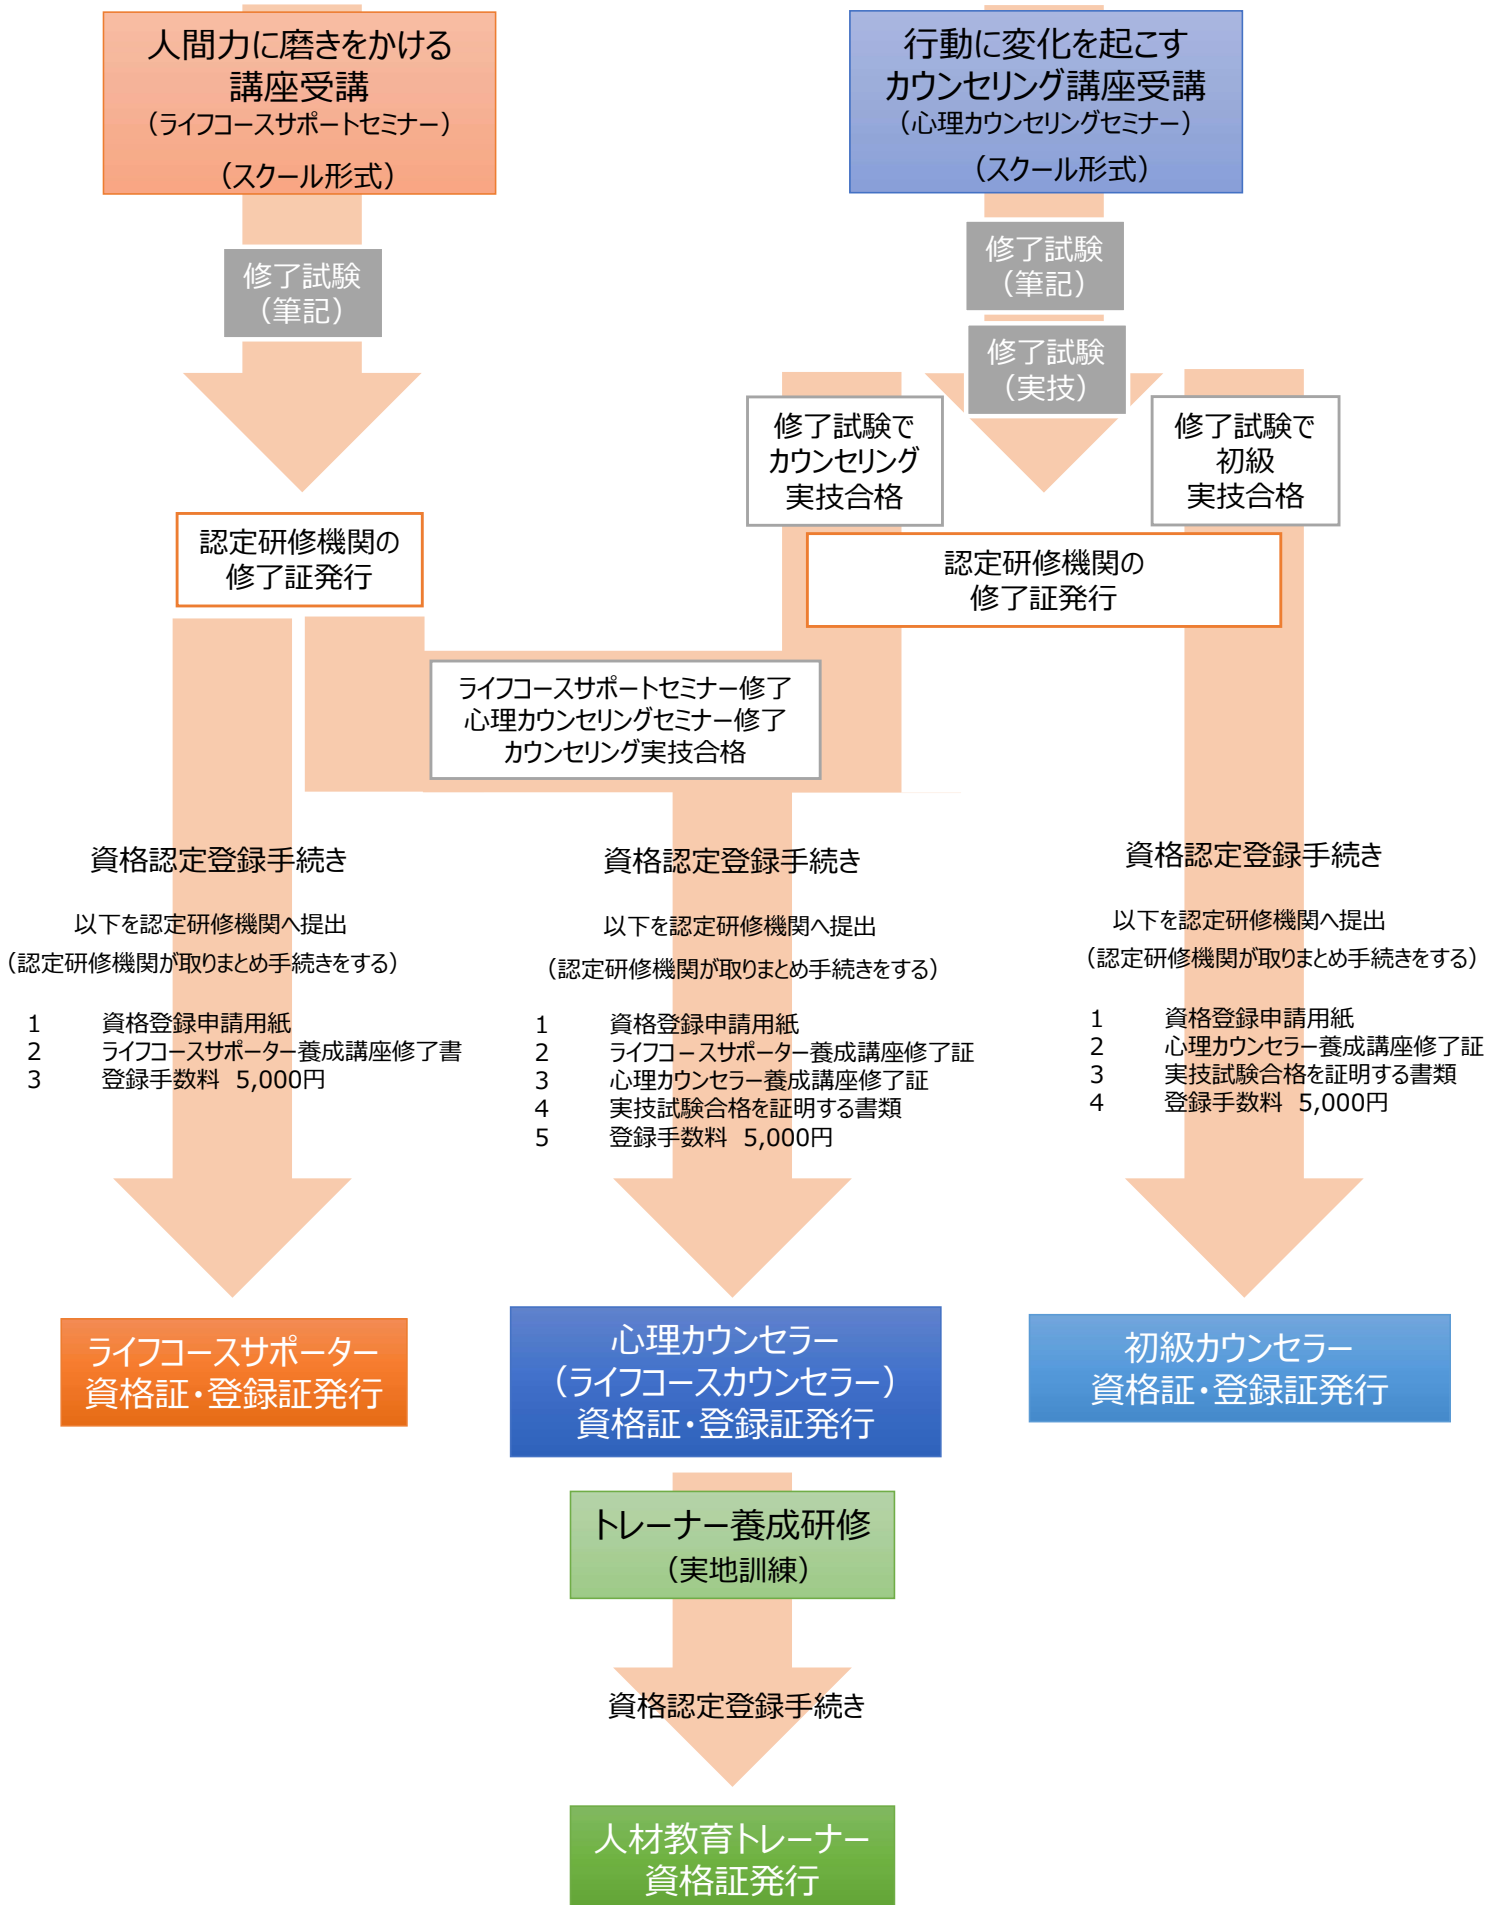 人間力に磨きをかける
講座受講
（ライフコースサポートセミナー）
（スクール形式）
行動に変化を起こす
カウンセリング講座受講
（心理カウンセリングセミナー）
（スクール形式）
修了試験
（筆記）
修了試験
（筆記）
修了試験
（実技）
修了試験で
カウンセリング
実技合格
修了試験で
初級
実技合格
認定研修機関の
修了証発行
認定研修機関の
修了証発行
ライフコースサポートセミナー修了
心理カウンセリングセミナー修了
カウンセリング実技合格
資格認定登録手続き
以下を認定研修機関へ提出
（認定研修機関が取りまとめ手続きをする）
1 資格登録申請用紙
2 ライフコースサポーター養成講座修了書
3 登録手数料 5,000円
資格認定登録手続き
以下を認定研修機関へ提出
（認定研修機関が取りまとめ手続きをする）
1 資格登録申請用紙
2 ライフコースサポーター養成講座修了証
3 心理カウンセラー養成講座修了証
4 実技試験合格を証明する書類
5 登録手数料 5,000円
資格認定登録手続き
以下を認定研修機関へ提出
（認定研修機関が取りまとめ手続きをする）
1 資格登録申請用紙
2 心理カウンセラー養成講座修了証
3 実技試験合格を証明する書類
4 登録手数料 5,000円
ライフコースサポーター
資格証・登録証発行
心理カウンセラー
（ライフコースカウンセラー）
資格証・登録証発行
初級カウンセラー
資格証・登録証発行
トレーナー養成研修
（実地訓練）
資格認定登録手続き
人材教育トレーナー
資格証発行